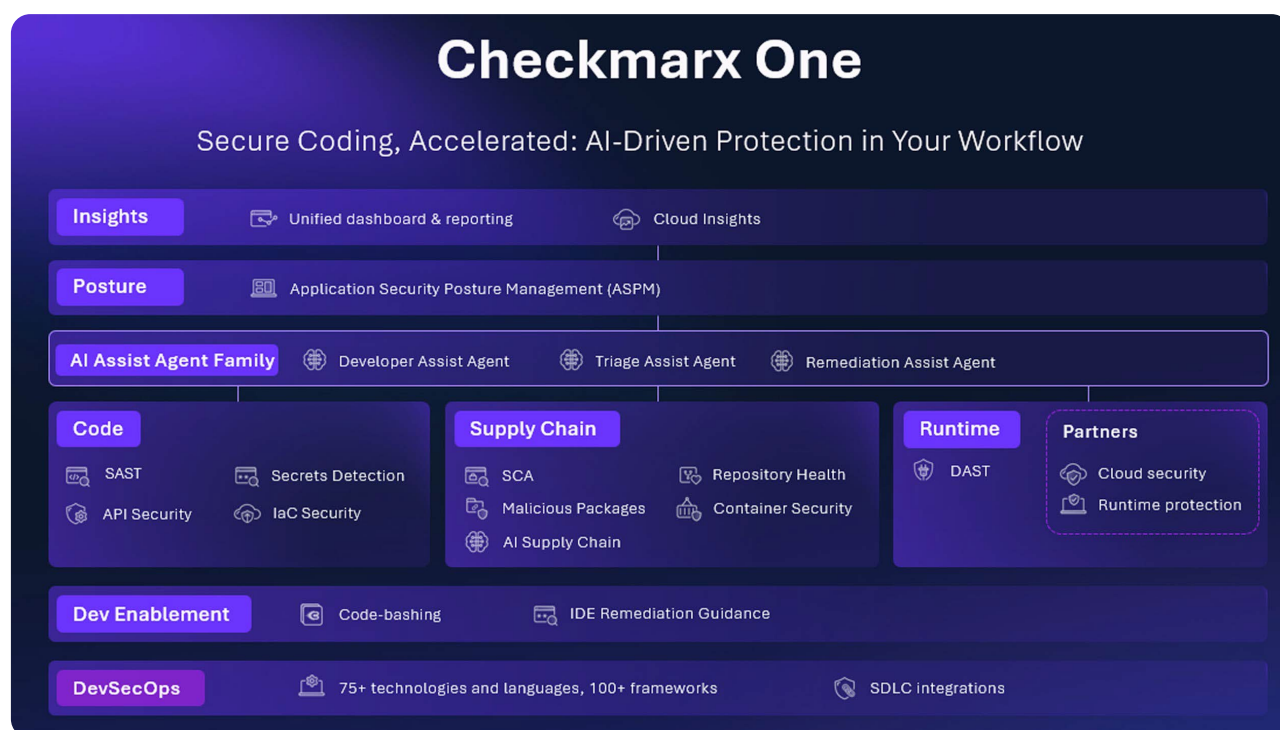 Checkmarx One
Secure Coding, Accelerated: AI-Driven Protection in Your Workflow
Insights
Unified dashboard & reporting
Cloud Insights
Posture
Application Security Posture Management (ASPM)
AI Assist Agent Family
Developer Assist Agent
Triage Assist Agent
Remediation Assist Agent
Code
SAST
Secrets Detection
API Security
IaC Security
Supply Chain
SCA
Repository Health
Malicious Packages
Container Security
AI Supply Chain
Runtime
DAST
Partners
Cloud security
Runtime protection
Dev Enablement
Code-bashing
IDE Remediation Guidance
DevSecOps
75+ technologies and languages, 100+ frameworks
SDLC integrations